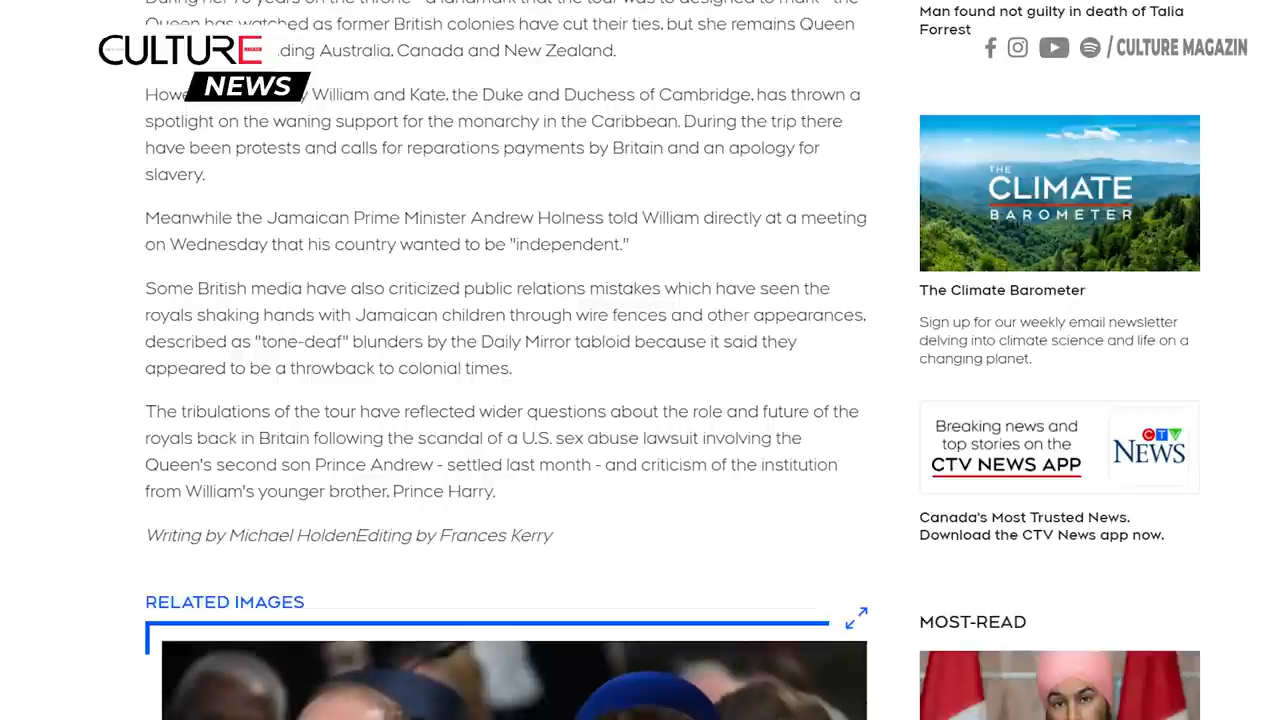 Queen has watched as former British colonies have cut their ties, but she remains Queen
ding Australia, Canada and New Zealand.
CULTURE
NEWS
William and Kate, the Duke and Duchess of Cambridge, has thrown a
spotlight on the waning support for the monarchy in the Caribbean. During the trip there
have been protests and calls for reparations payments by Britain and an apology for
slavery.
Meanwhile the Jamaican Prime Minister Andrew Holness told William directly at a meeting
on Wednesday that his country wanted to be "independent."
Some British media have also criticized public relations mistakes which have seen the
royals shaking hands with Jamaican children through wire fences and other appearances,
described as "tone-deaf" blunders by the Daily Mirror tabloid because it said they
appeared to be a throwback to colonial times.
The tribulations of the tour have reflected wider questions about the role and future of the
royals back in Britain following the scandal of a U.S. sex abuse lawsuit involving the
Queen's second son Prince Andrew - settled last month - and criticism of the institution
from William's younger brother, Prince Harry.
Writing by Michael HoldenEditing by Frances Kerry
RELATED IMAGES
Man found not guilty in death of Talia
Forrest
/ CULTURE MAGAZIN
THE
CLIMATE
BAROMETER
The Climate Barometer
Sign up for our weekly email newsletter
delving into climate science and life on a
changing planet.
Breaking news and
top stories on the
CTV NEWS APP
CTV
NEWS
Canada's Most Trusted News.
Download the CTV News app now.
MOST-READ